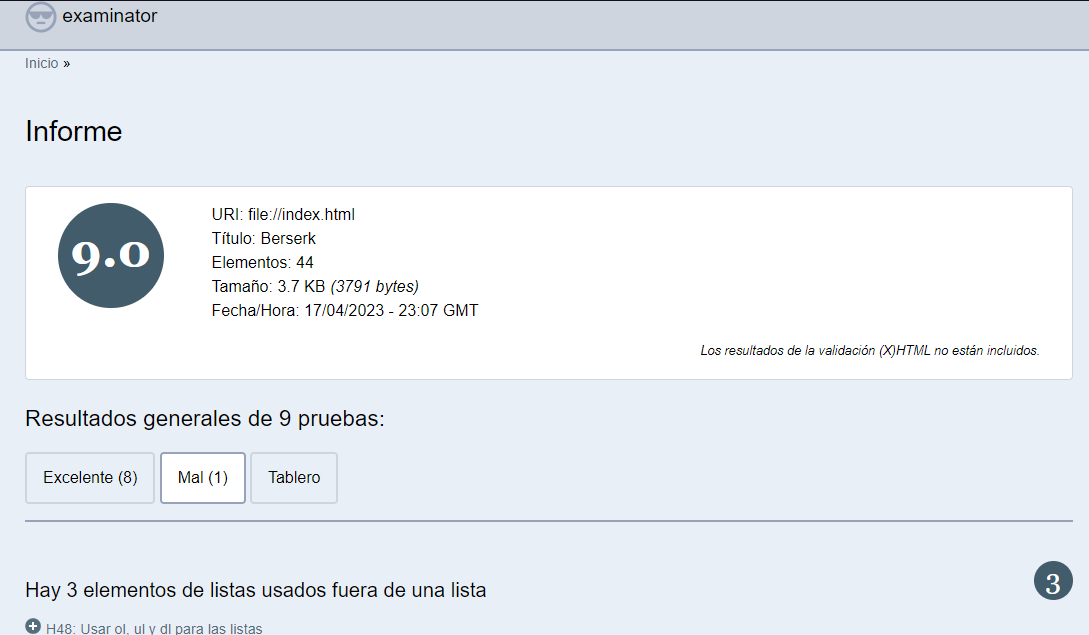 examinator
Inicio »
Informe
9.0
URI: file://index.html
Título: Berserk
Elementos: 44
Tamaño: 3.7 KB (3791 bytes)
Fecha/Hora: 17/04/2023 - 23:07 GMT
Los resultados de la validación (X)HTML no están incluidos.
Resultados generales de 9 pruebas:
Excelente (8) Mal (1) Tablero
Hay 3 elementos de listas usados fuera de una lista 3
H48: Usar ol, ul y dl para las listas